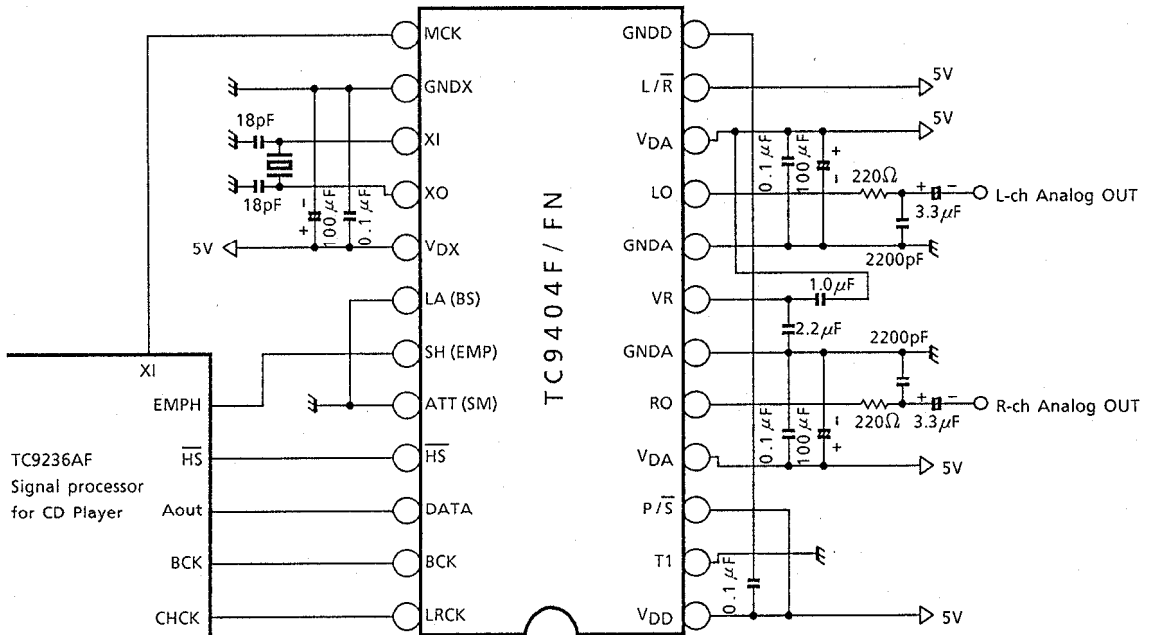 MCK
GNDX
18pF
XI
18pF
XO
100µF
0.1µF
5V
VDX
LA (BS)
SH (EMP)
ATT (SM)
HS
DATA
BCK
LRCK
XI
EMPH
HS
Aout
BCK
CHCK
TC9236AF
Signal processor
for CD Player
TC9404F/FN
GNDD
L/R
5V
VDA
5V
0.1µF
100µF
+
-
LO
220Ω
+ -
3.3µF
L-ch Analog OUT
GNDA
2200pF
1.0µF
VR
2.2µF
2200pF
GNDA
RO
220Ω
+ -
3.3µF
R-ch Analog OUT
0.1µF
100µF
-
+
VDA
5V
P/S
T1
0.1µF
VDD
5V
-
+